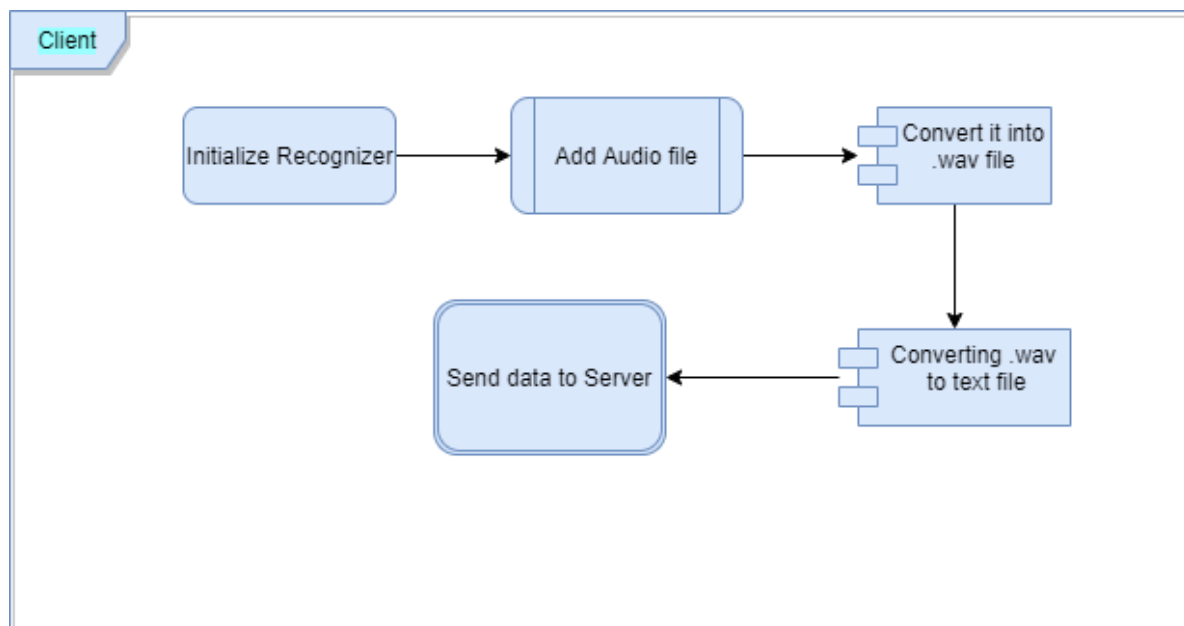 Client
Initialize Recognizer
Add Audio file
Convert it into
.wav file
Converting .wav
to text file
Send data to Server